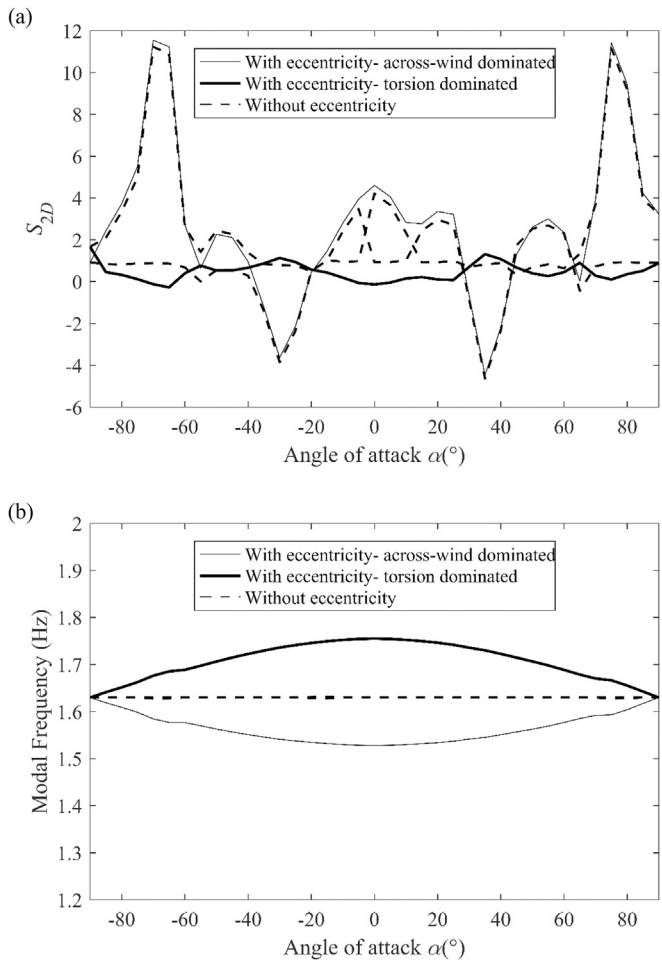 (a)
12
10
8
6
4
2
0
-2
-4
-6
S2D
With eccentricity- across-wind dominated
With eccentricity- torsion dominated
Without eccentricity
-80 -60 -40 -20 0 20 40 60 80
Angle of attack α(°)
(b)
2
1.9
1.8
1.7
1.6
1.5
1.4
1.3
1.2
Modal Frequency (Hz)
With eccentricity- across-wind dominated
With eccentricity- torsion dominated
Without eccentricity
-80 -60 -40 -20 0 20 40 60 80
Angle of attack α(°)